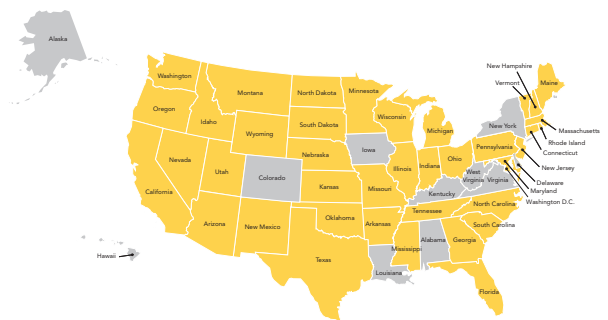 Alaska
New Hampshire
Vermont
Maine
Washington
Montana
North Dakota
Minnesota
Oregon
Idaho
Wyoming
South Dakota
Wisconsin
Michigan
New York
Massachusetts
Rhode Island
Connecticut
Nevada
Utah
Colorado
Nebraska
Iowa
Illinois
Indiana
Ohio
Pennsylvania
New Jersey
Delaware
Maryland
Washington D.C.
California
Kansas
Missouri
Kentucky
West
Virginia
Virginia
Arizona
New Mexico
Oklahoma
Arkansas
Tennessee
North Carolina
South Carolina
Hawaii
Texas
Louisiana
Mississippi
Alabama
Georgia
Florida